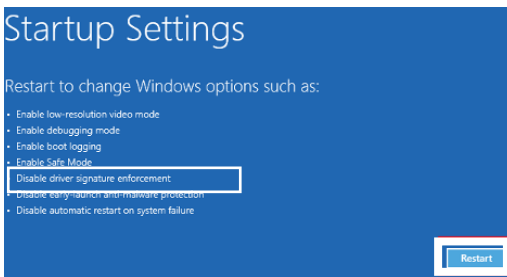 Startup Settings
Restart to change Windows options such as:
• Enable low-resolution video mode
• Enable debugging mode
• Enable boot logging
• Enable Safe Mode
• Disable driver signature enforcement
• Disable early-launch anti-malware protection
• Disable automatic restart on system failure
Restart